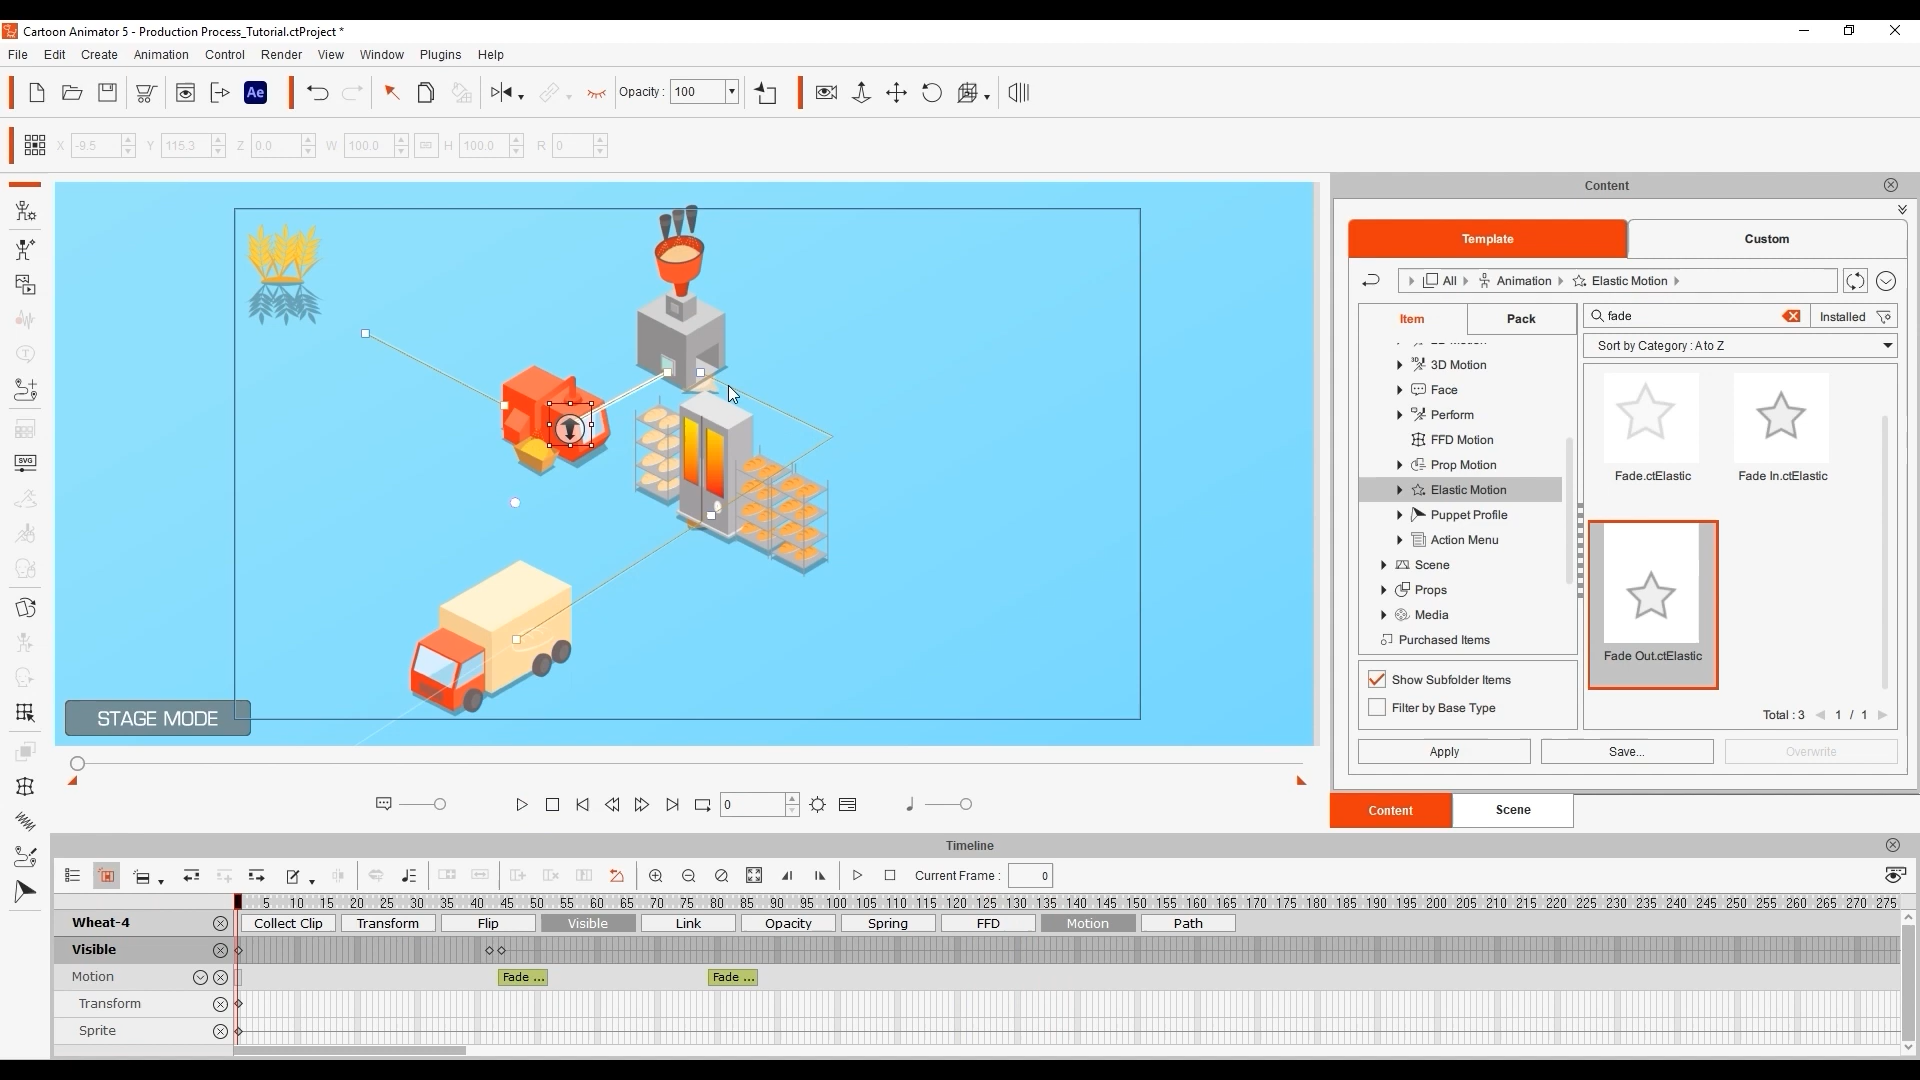 Cartoon Animator 5 - Production Process_Tutorial.ctProject *
File Edit Create Animation Control Render View Window Plugins Help
Ae Opacity : 100
X -9.5 Y 115.3 Z 0.0 W 100.0 H 100.0 R 0
Content
Template Custom
All Animation Elastic Motion
Item Pack fade Installed
Sort by Category : A to Z
3D Motion
Face
Perform
FFD Motion
Prop Motion
Elastic Motion
Puppet Profile
Action Menu
Scene
Props
Media
Purchased Items
Show Subfolder Items
Filter by Base Type
Fade.ctElastic Fade In.ctElastic
Fade Out.ctElastic
Total : 3 1 / 1
Apply Save... Overwrite
Content Scene
SVG
STAGE MODE
0
Timeline
Current Frame : 0
5 10 15 20 25 30 35 40 45 50 55 60 65 70 75 80 85 90 95 100 105 110 115 120 125 130 135 140 145 150 155 160 165 170 175 180 185 190 195 200 205 210 215 220 225 230 235 240 245 250 255 260 265 270 275
Wheat-4 Collect Clip Transform Flip Visible Link Opacity Spring FFD Motion Path
Visible
Motion Fade ... Fade ...
Transform
Sprite